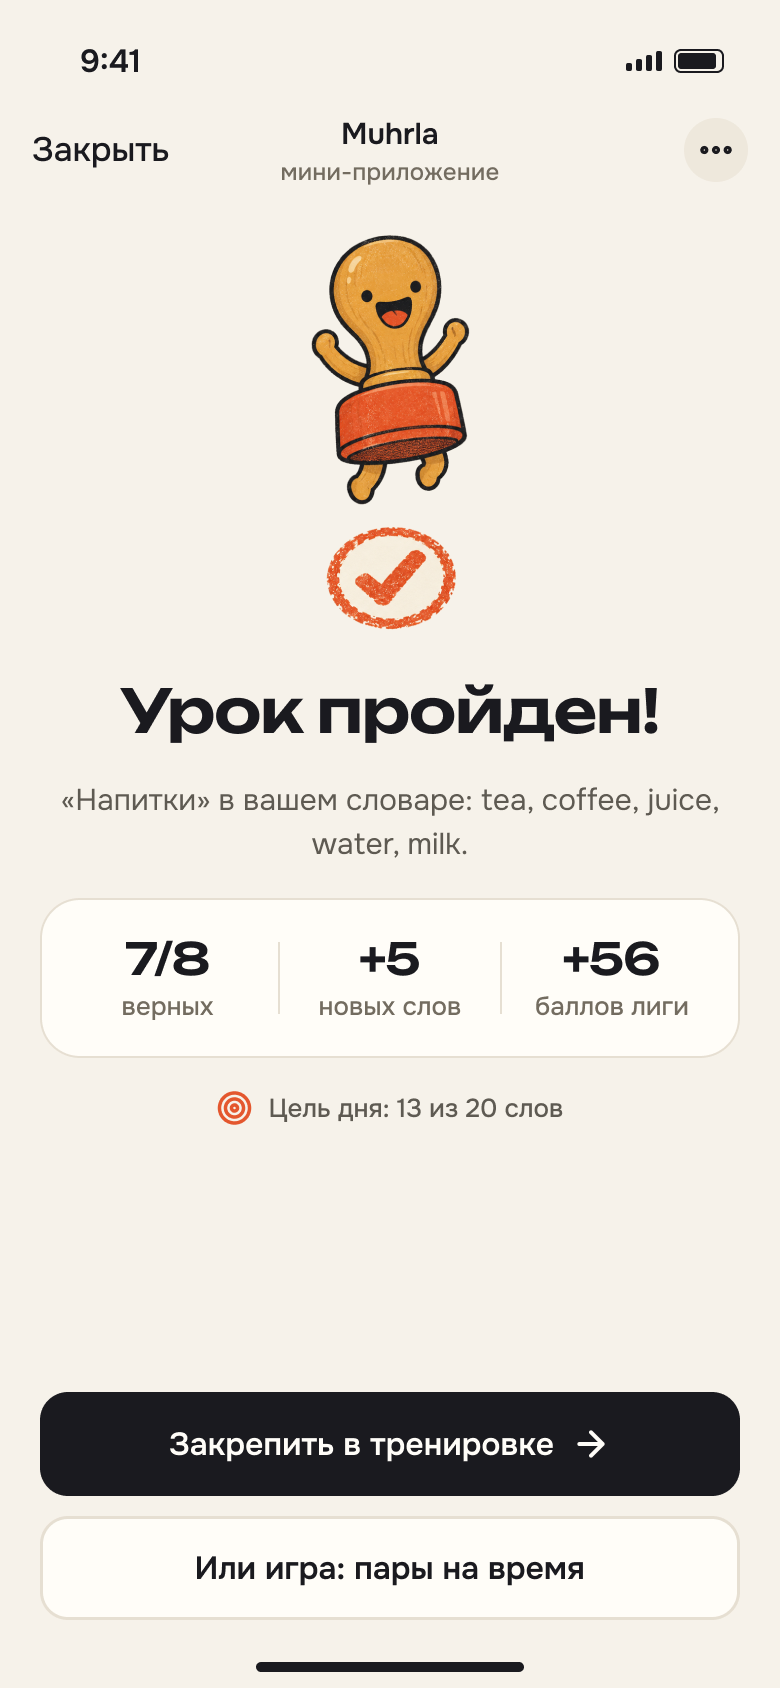 9:41
Закрыть
Muhrla
мини-приложение
Урок пройден!
«Напитки» в вашем словаре: tea, coffee, juice,
water, milk.
7/8
верных
+5
новых слов
+56
баллов лиги
Цель дня: 13 из 20 слов
Закрепить в тренировке →
Или игра: пары на время